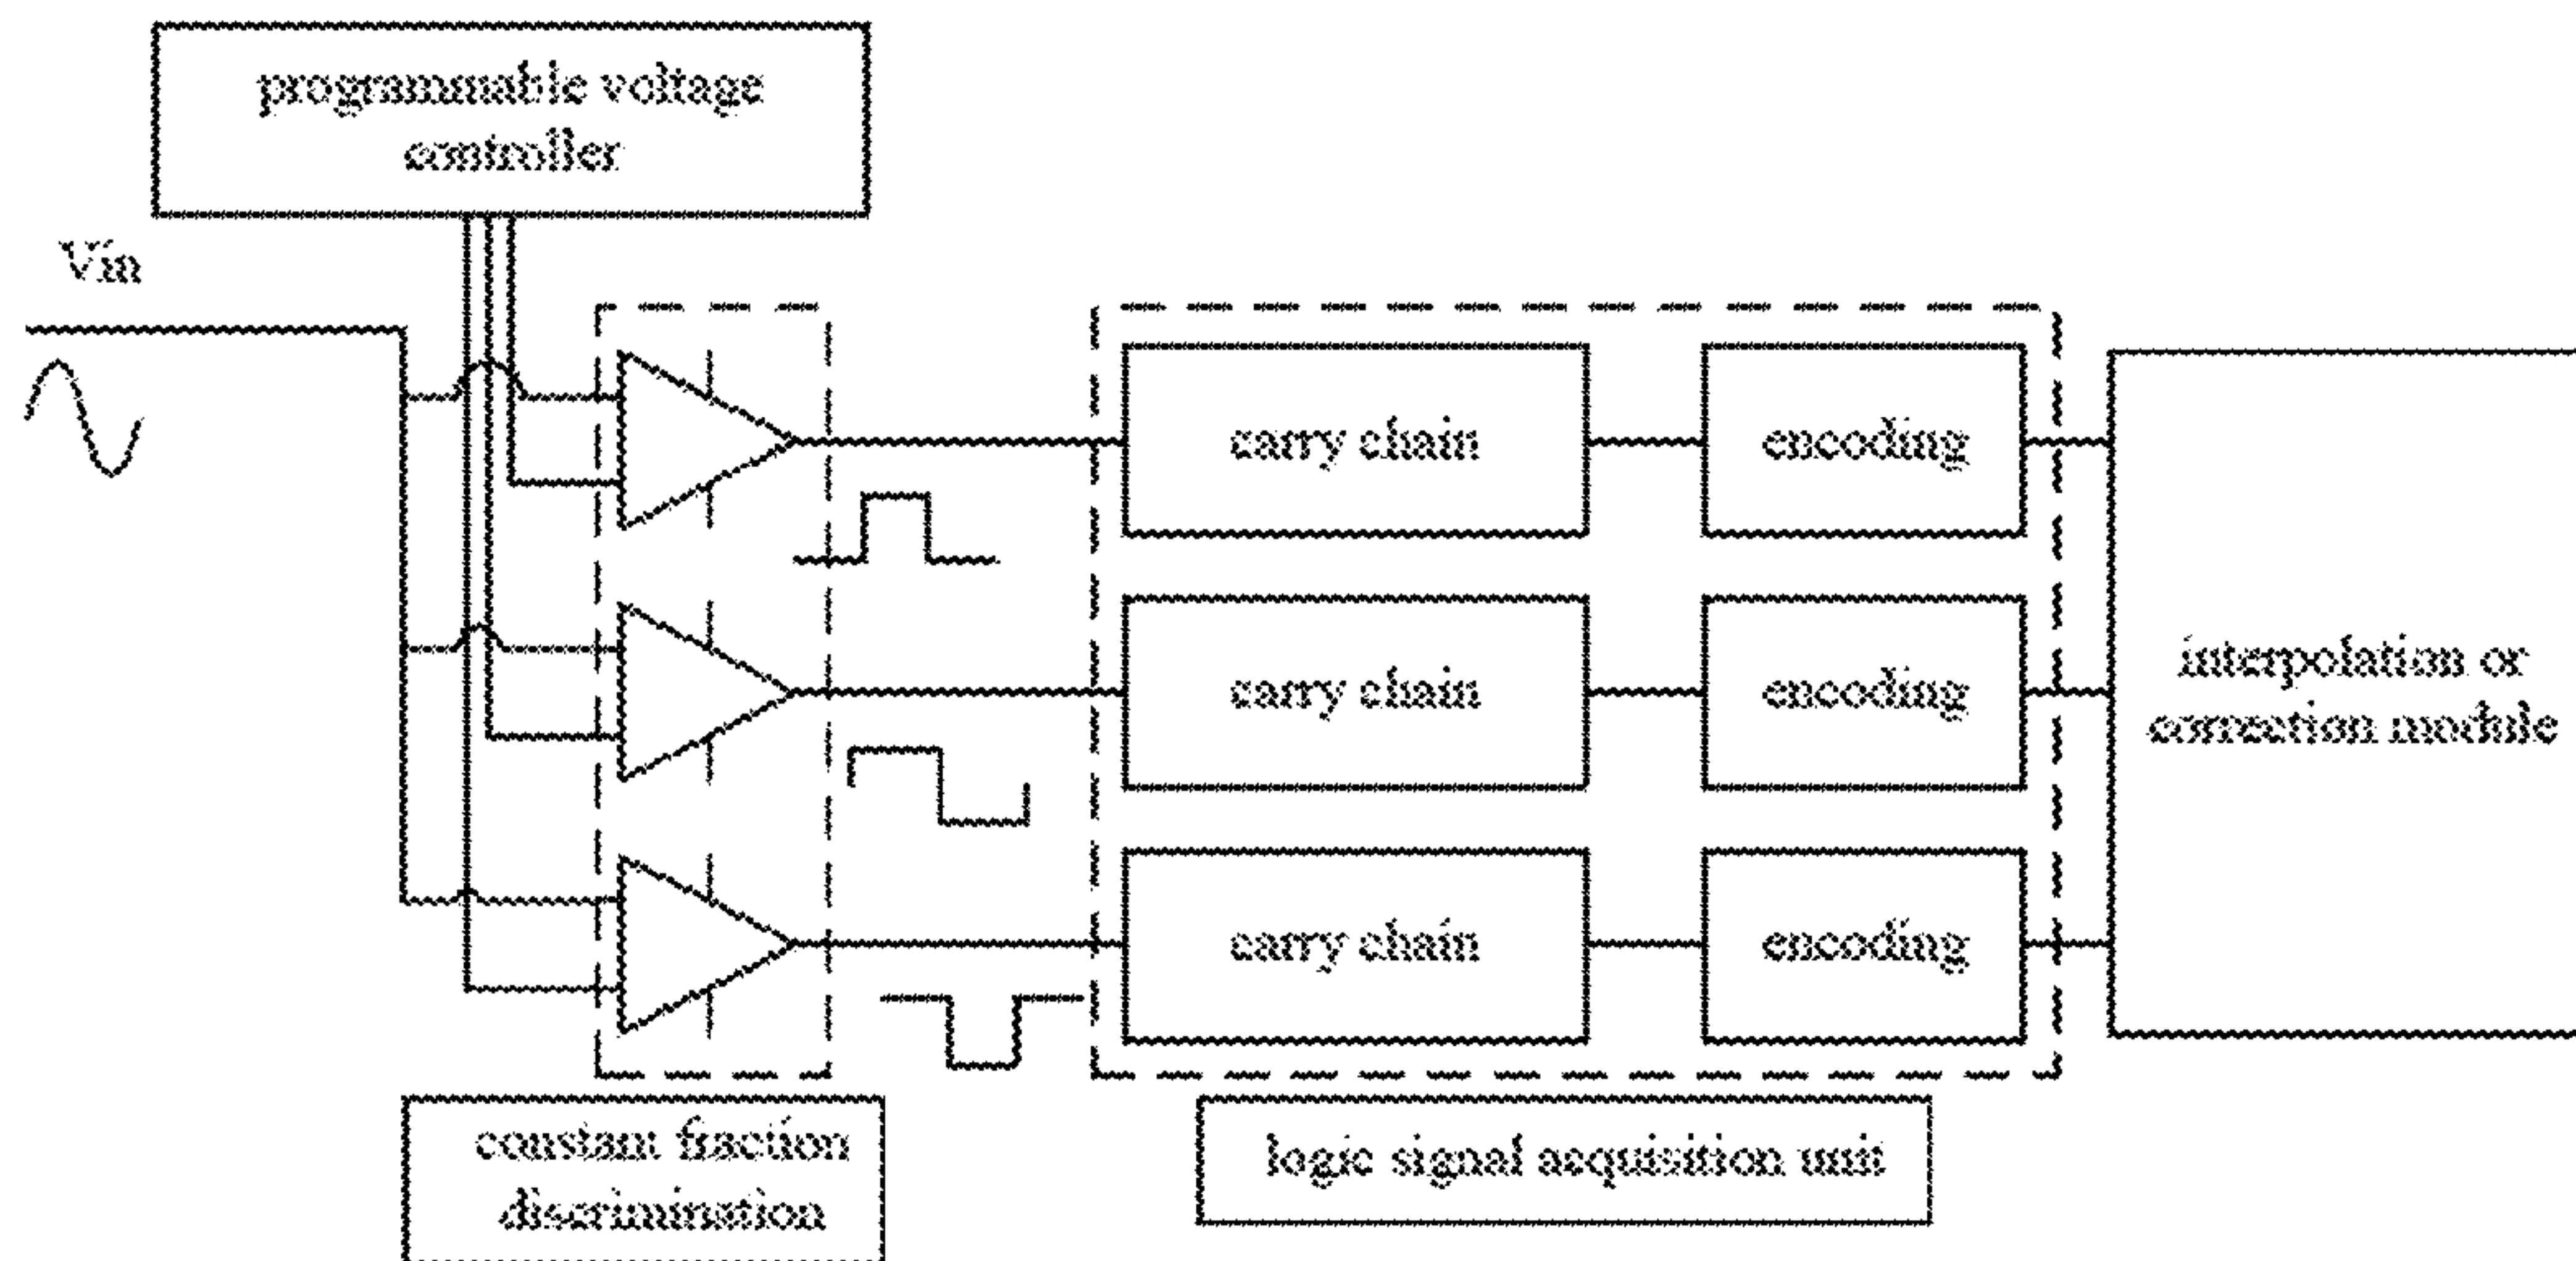 programmable voltage
controller
Vin
carry chain
encoding
carry chain
encoding
interpolation or
correction module
carry chain
encoding
constant fraction
discrimination
logic signal acquisition unit